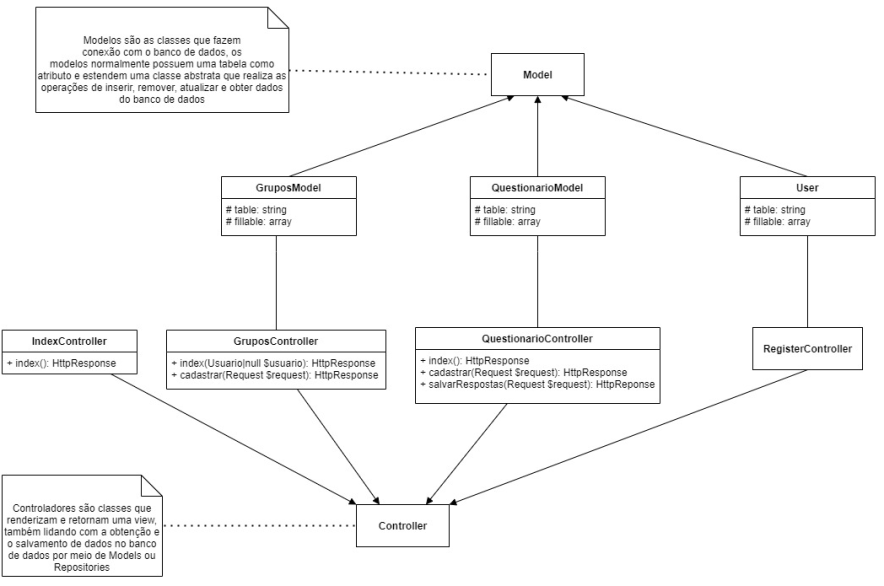 Modelos são as classes que fazem
conexão com o banco de dados, os
modelos normalmente possuem uma tabela como
atributo e estendem uma classe abstrata que realiza as
operações de inserir, remover, atualizar e obter dados
do banco de dados
Model
GruposModel
# table: string
# fillable: array
QuestionarioModel
# table: string
# fillable: array
User
# table: string
# fillable: array
IndexController
+ index(): HttpResponse
GruposController
+ index(Usuario|null $usuario): HttpResponse
+ cadastrar(Request $request): HttpResponse
QuestionarioController
+ index(): HttpResponse
+ cadastrar(Request $request): HttpResponse
+ salvarRespostas(Request $request): HttpReponse
RegisterController
Controladores são classes que
renderizam e retornam uma view,
também lidando com a obtenção e
o salvamento de dados no banco
de dados por meio de Models ou
Repositories
Controller